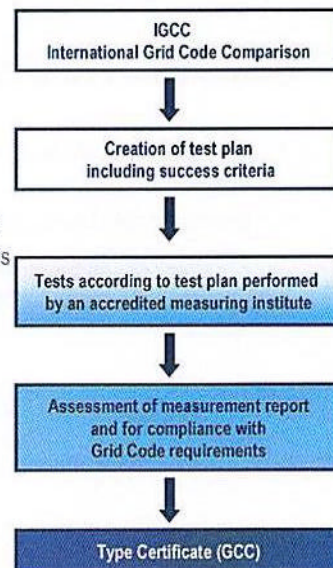 IGCC
International Grid Code Comparison
Creation of test plan
including success criteria
s
Tests according to test plan performed
by an accredited measuring institute
Assessment of measurement report
and for compliance with
Grid Code requirements
Type Certificate (GCC)